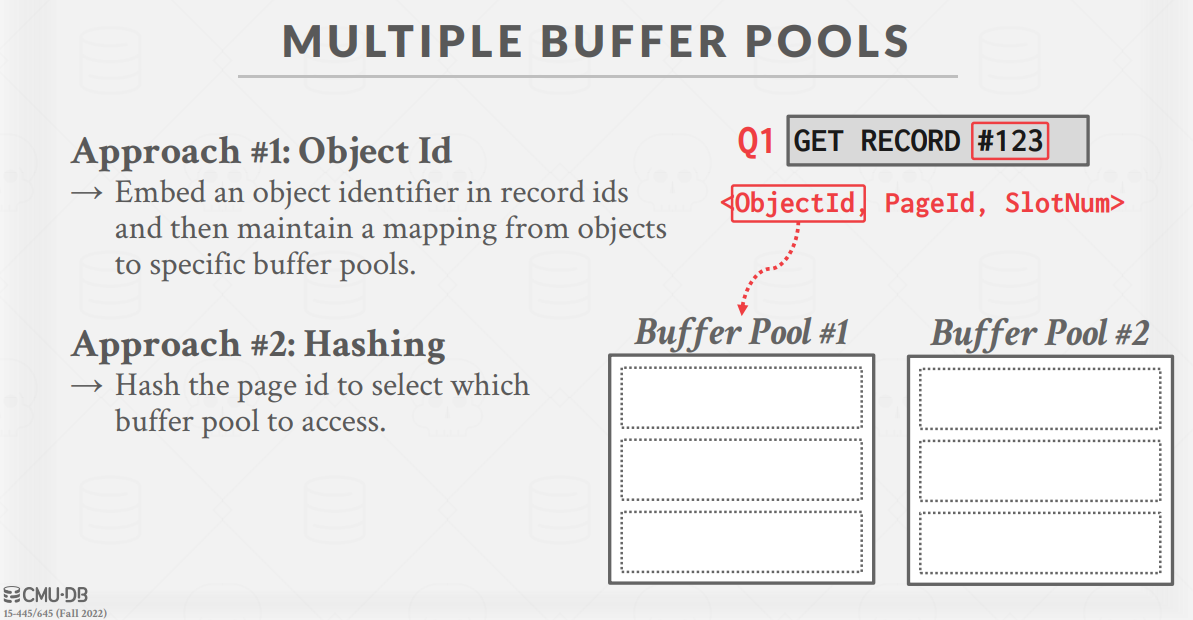 MULTIPLE BUFFER POOLS
Approach #1: Object Id
→ Embed an object identifier in record ids
and then maintain a mapping from objects
to specific buffer pools.
Approach #2: Hashing
→ Hash the page id to select which
buffer pool to access.
Q1 GET RECORD #123
<ObjectId, PageId, SlotNum>
Buffer Pool #1
Buffer Pool #2
CMU·DB
15-445/645 (Fall 2022)